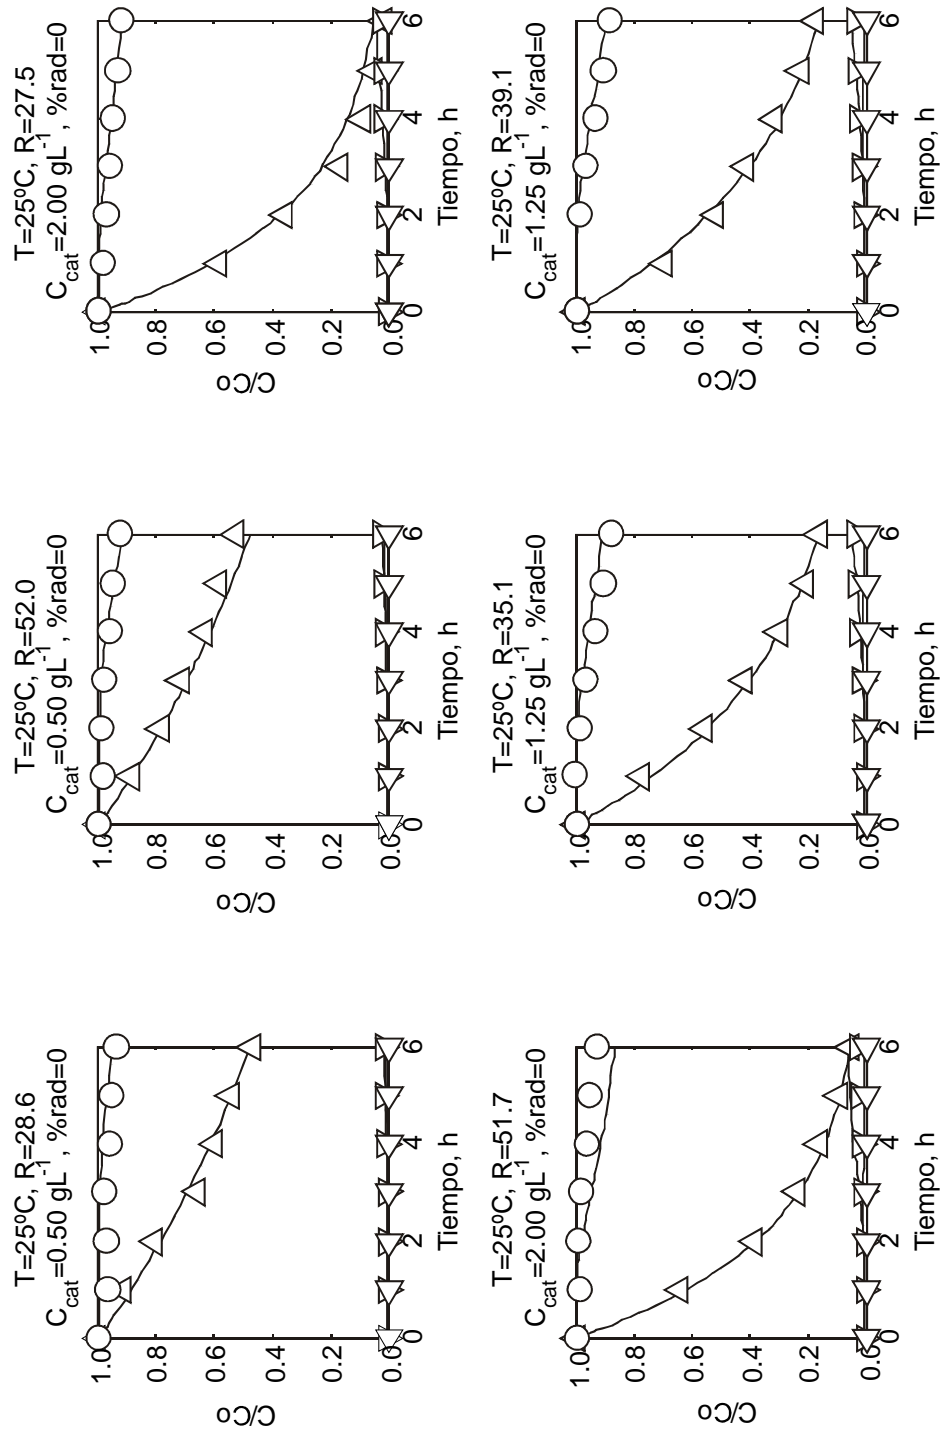 T=25ºC, R=28.6
C_cat=0.50 gL⁻¹, %rad=0
C/Co
1.0
0.8
0.6
0.4
0.2
0.0
0 2 4 6
Tiempo, h
T=25ºC, R=52.0
C_cat=0.50 gL⁻¹, %rad=0
C/Co
1.0
0.8
0.6
0.4
0.2
0.0
0 2 4 6
Tiempo, h
T=25ºC, R=27.5
C_cat=2.00 gL⁻¹, %rad=0
C/Co
1.0
0.8
0.6
0.4
0.2
0.0
0 2 4 6
Tiempo, h
T=25ºC, R=51.7
C_cat=2.00 gL⁻¹, %rad=0
C/Co
1.0
0.8
0.6
0.4
0.2
0.0
0 2 4 6
Tiempo, h
T=25ºC, R=35.1
C_cat=1.25 gL⁻¹, %rad=0
C/Co
1.0
0.8
0.6
0.4
0.2
0.0
0 2 4 6
Tiempo, h
T=25ºC, R=39.1
C_cat=1.25 gL⁻¹, %rad=0
C/Co
1.0
0.8
0.6
0.4
0.2
0.0
0 2 4 6
Tiempo, h